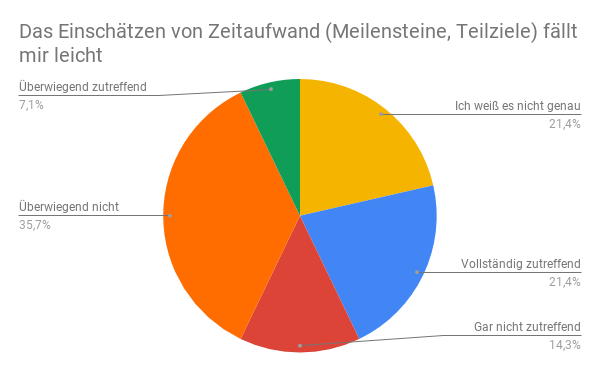 Das Einschätzen von Zeitaufwand (Meilensteine, Teilziele) fällt
mir leicht
Überwiegend zutreffend
7,1%
Ich weiß es nicht genau
21,4%
Überwiegend nicht
35,7%
Vollständig zutreffend
21,4%
Gar nicht zutreffend
14,3%